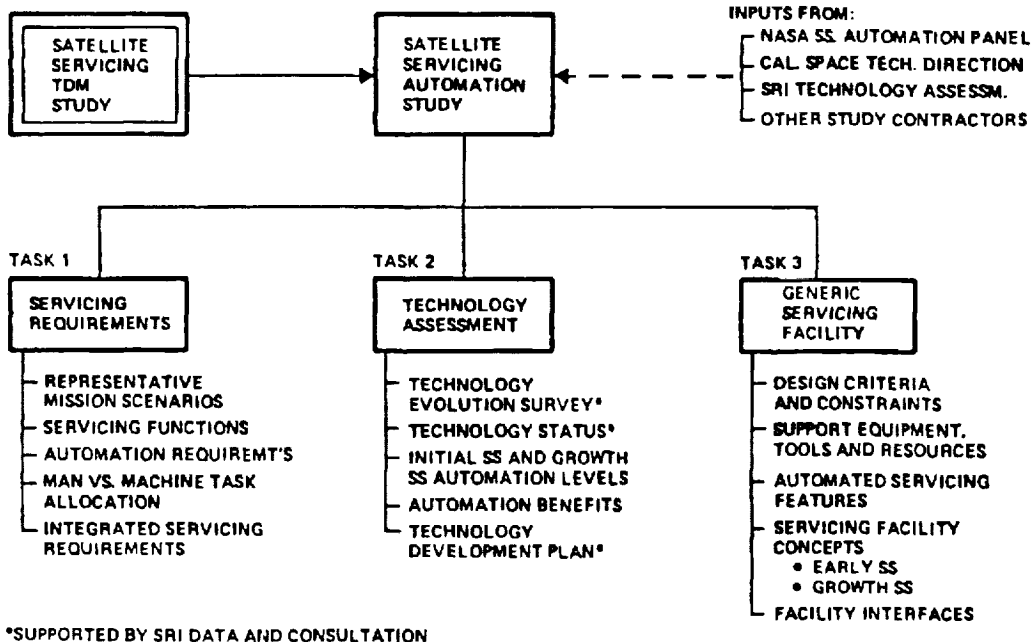 SATELLITE
SERVICING
TDM
STUDY
SATELLITE
SERVICING
AUTOMATION
STUDY
INPUTS FROM:
NASA SS. AUTOMATION PANEL
CAL. SPACE TECH. DIRECTION
SRI TECHNOLOGY ASSESSM.
OTHER STUDY CONTRACTORS
TASK 1
SERVICING
REQUIREMENTS
REPRESENTATIVE
MISSION SCENARIOS
SERVICING FUNCTIONS
AUTOMATION REQUIREMT'S
MAN VS. MACHINE TASK
ALLOCATION
INTEGRATED SERVICING
REQUIREMENTS
TASK 2
TECHNOLOGY
ASSESSMENT
TECHNOLOGY
EVOLUTION SURVEY*
TECHNOLOGY STATUS*
INITIAL SS AND GROWTH
SS AUTOMATION LEVELS
AUTOMATION BENEFITS
TECHNOLOGY
DEVELOPMENT PLAN*
TASK 3
GENERIC
SERVICING
FACILITY
DESIGN CRITERIA
AND CONSTRAINTS
SUPPORT EQUIPMENT,
TOOLS AND RESOURCES
AUTOMATED SERVICING
FEATURES
SERVICING FACILITY
CONCEPTS
• EARLY SS
• GROWTH SS
FACILITY INTERFACES
*SUPPORTED BY SRI DATA AND CONSULTATION